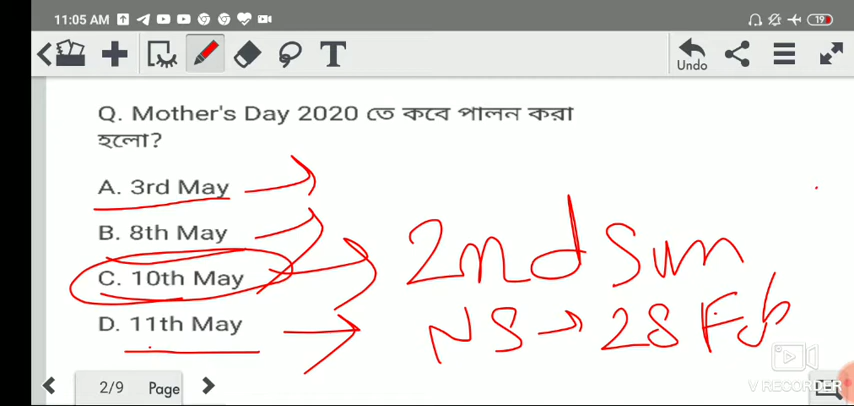 11:05 AM
19
T
Undo
Q. Mother's Day 2020 তে কবে পালন করা
হলো?
A. 3rd May
B. 8th May
C. 10th May
D. 11th May
2nd Sun
NS → 28 Feb
2/9 Page
V RECORDER